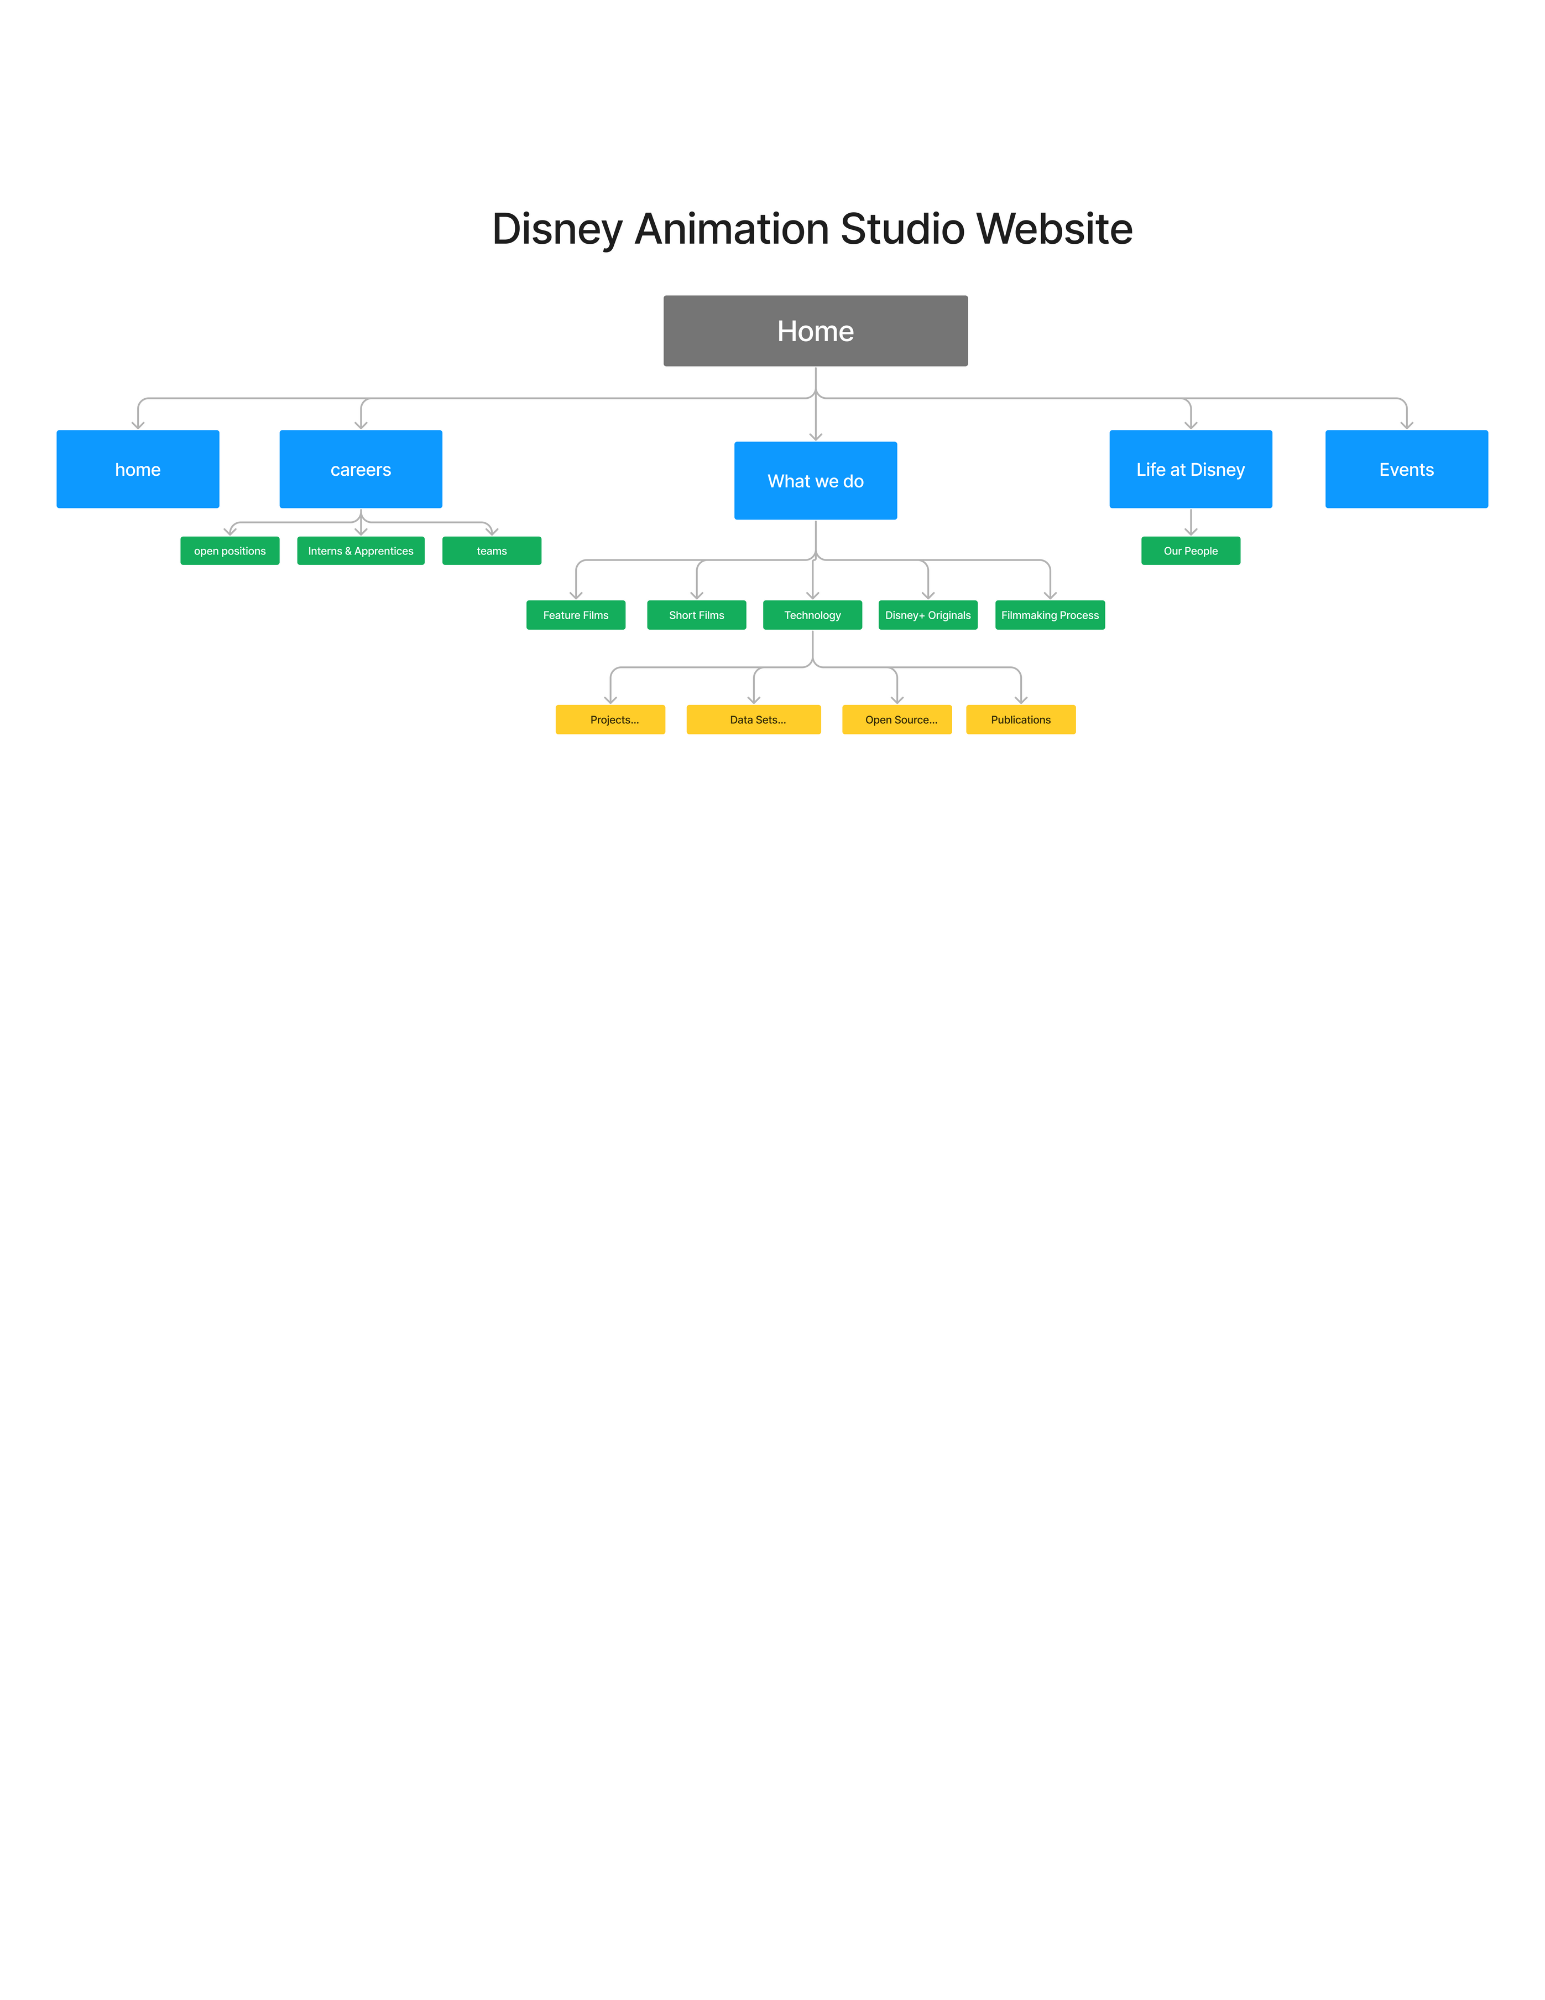 Disney Animation Studio Website
Home
home
careers
What we do
Life at Disney
Events
open positions
Interns & Apprentices
teams
Our People
Feature Films
Short Films
Technology
Disney+ Originals
Filmmaking Process
Projects...
Data Sets...
Open Source...
Publications